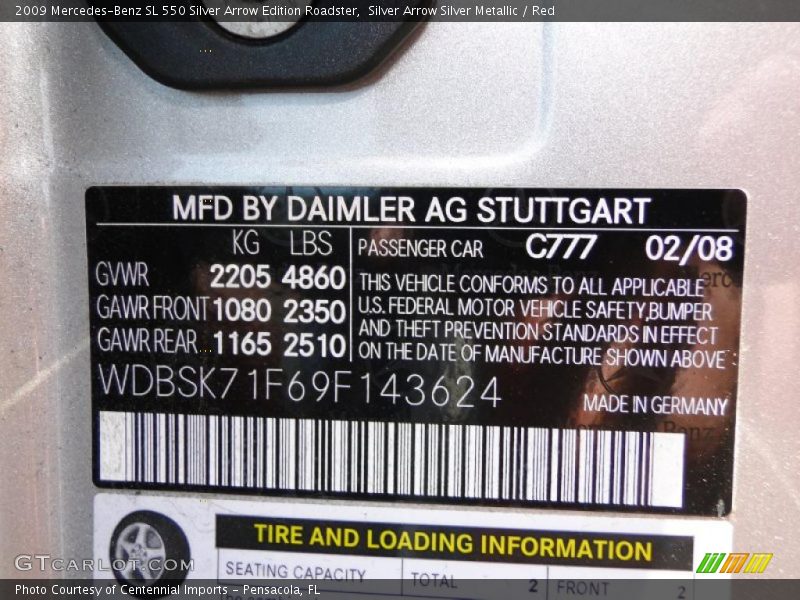 2009 Mercedes-Benz SL 550 Silver Arrow Edition Roadster,  Silver Arrow Silver Metallic / Red
MFD BY DAIMLER AG STUTTGART
KG LBS
GVWR 2205 4860
GAWR FRONT 1080 2350
GAWR REAR 1165 2510
PASSENGER CAR C777 02/08
THIS VEHICLE CONFORMS TO ALL APPLICABLE
U.S. FEDERAL MOTOR VEHICLE SAFETY,BUMPER
AND THEFT PREVENTION STANDARDS IN EFFECT
ON THE DATE OF MANUFACTURE SHOWN ABOVE
WDBSK71F69F143624
MADE IN GERMANY
TIRE AND LOADING INFORMATION
SEATING CAPACITY TOTAL 2 FRONT 2
GTCarLot.com
Photo Courtesy of Centennial Imports – Pensacola, FL